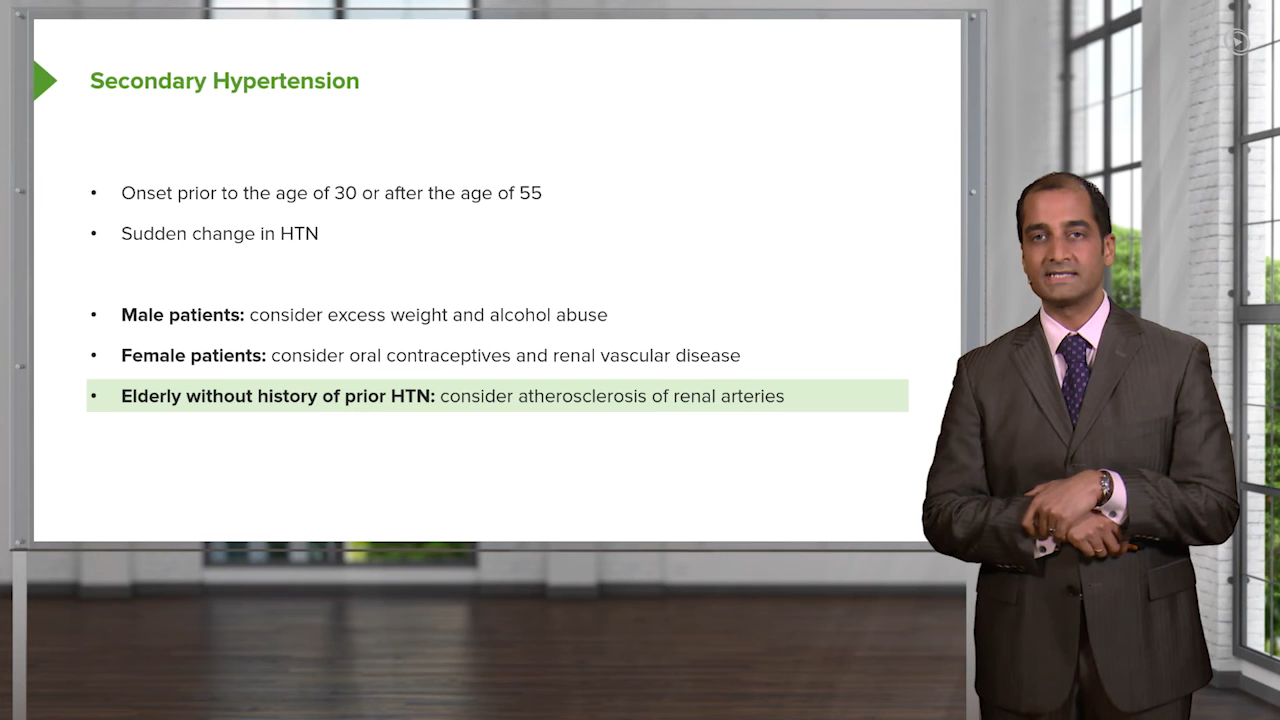 Secondary Hypertension
• Onset prior to the age of 30 or after the age of 55
• Sudden change in HTN
• Male patients: consider excess weight and alcohol abuse
• Female patients: consider oral contraceptives and renal vascular disease
• Elderly without history of prior HTN: consider atherosclerosis of renal arteries